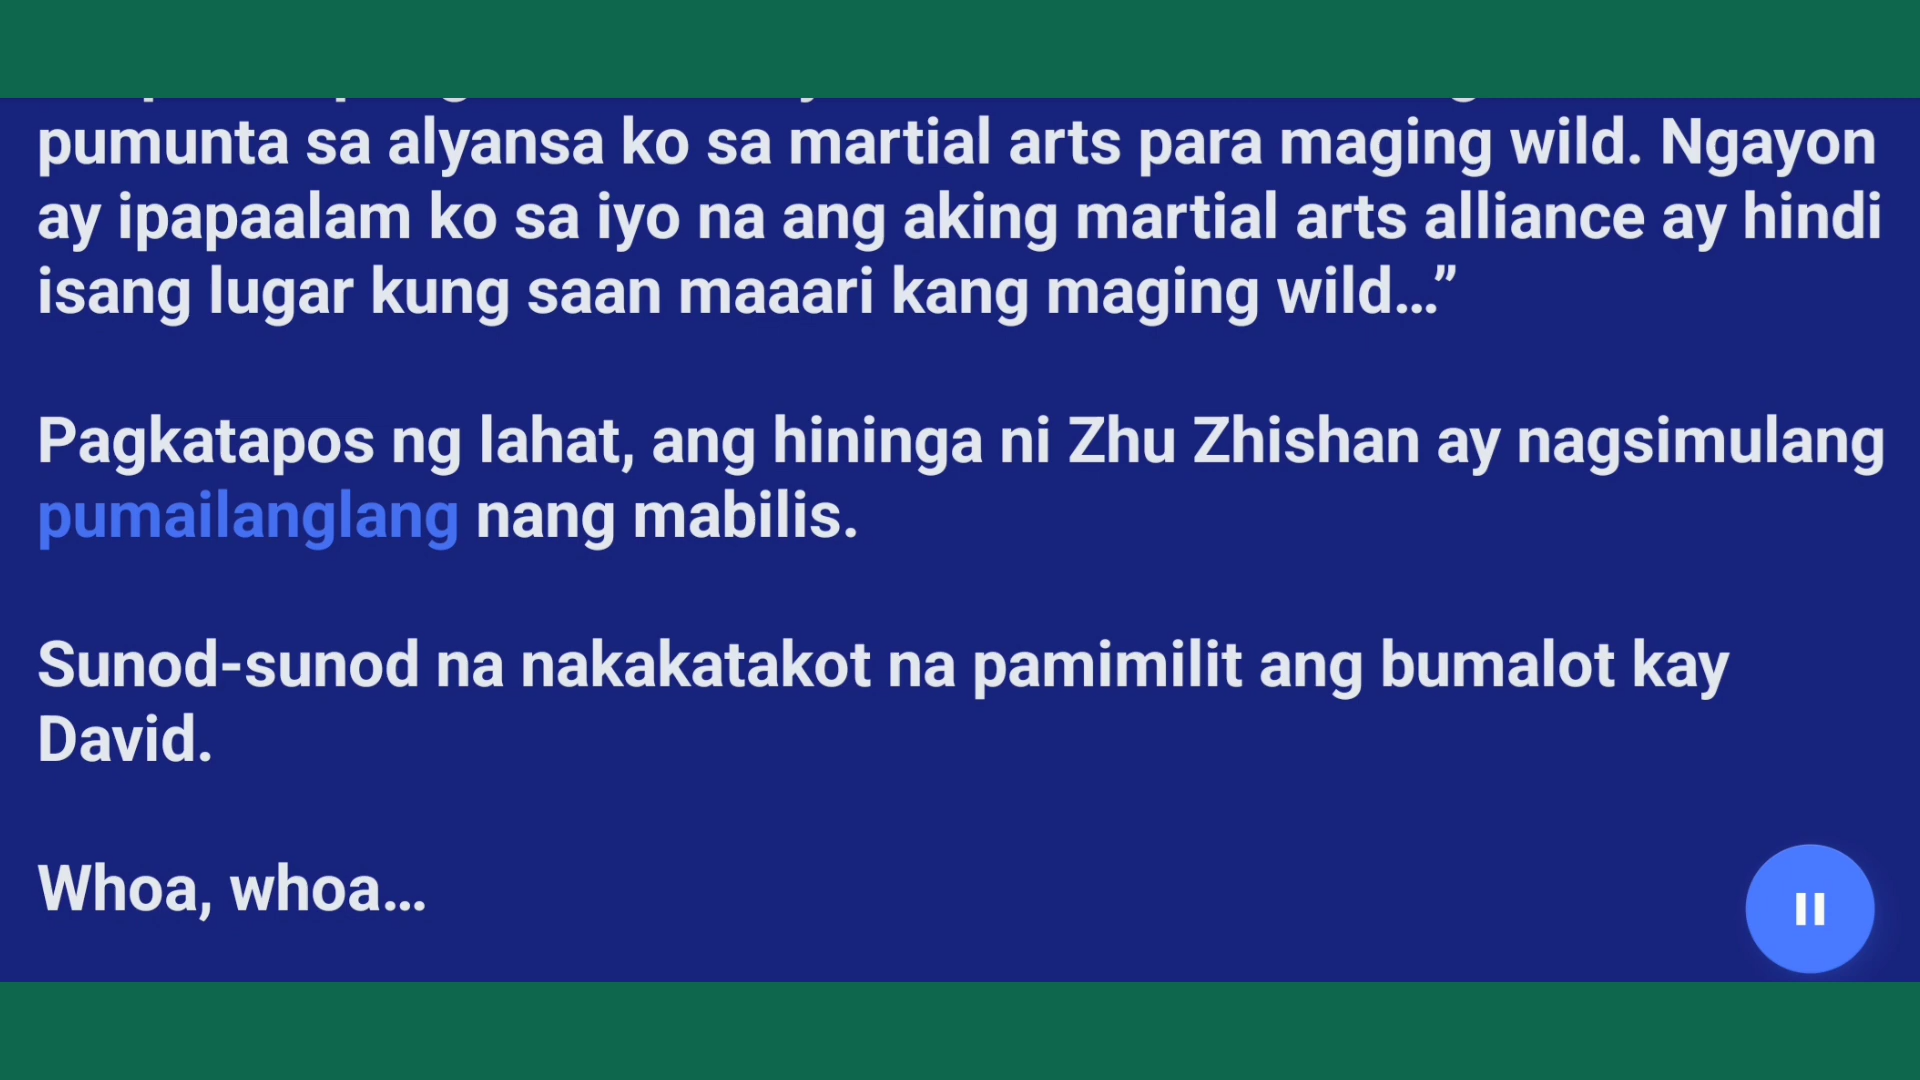 pumunta sa alyansa ko sa martial arts para maging wild. Ngayon
ay ipapaalam ko sa iyo na ang aking martial arts alliance ay hindi
isang lugar kung saan maaari kang maging wild...”
Pagkatapos ng lahat, ang hininga ni Zhu Zhishan ay nagsimulang
pumailanglang nang mabilis.
Sunod-sunod na nakakatakot na pamimilit ang bumalot kay
David.
Whoa, whoa...